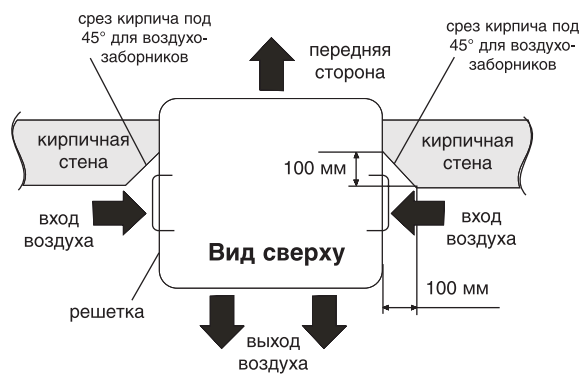 срез кирпича под
45° для воздухо-
заборников
передняя
сторона
срез кирпича под
45° для воздухо-
заборников
кирпичная
стена
кирпичная
стена
100 мм
вход
воздуха
вход
воздуха
Вид сверху
решетка
100 мм
выход
воздуха